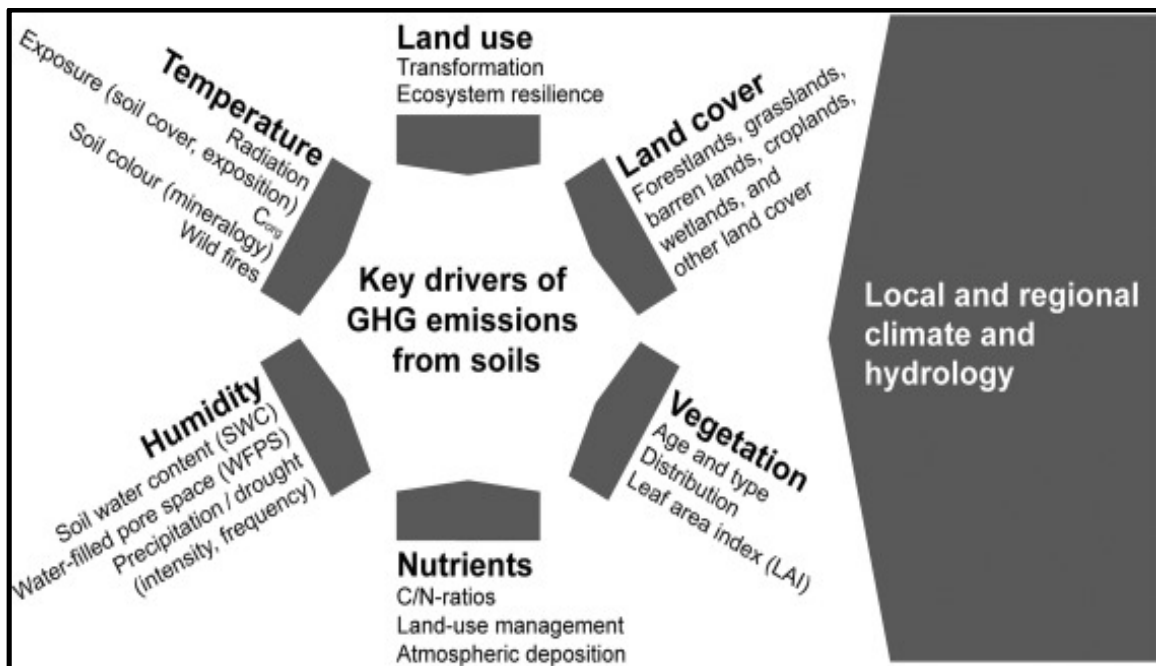 Land use
Transformation
Ecosystem resilience
Temperature
Radiation
Exposure (soil cover, exposition)
Corg
Soil colour (mineralogy)
Wild fires
Land cover
Forestlands, grasslands,
barren lands, croplands,
wetlands, and
other land cover
Key drivers of
GHG emissions
from soils
Local and regional
climate and
hydrology
Humidity
Soil water content (SWC)
Water-filled pore space (WFPS)
Precipitation / drought
(intensity, frequency)
Vegetation
Age and type
Distribution
Leaf area index (LAI)
Nutrients
C/N-ratios
Land-use management
Atmospheric deposition